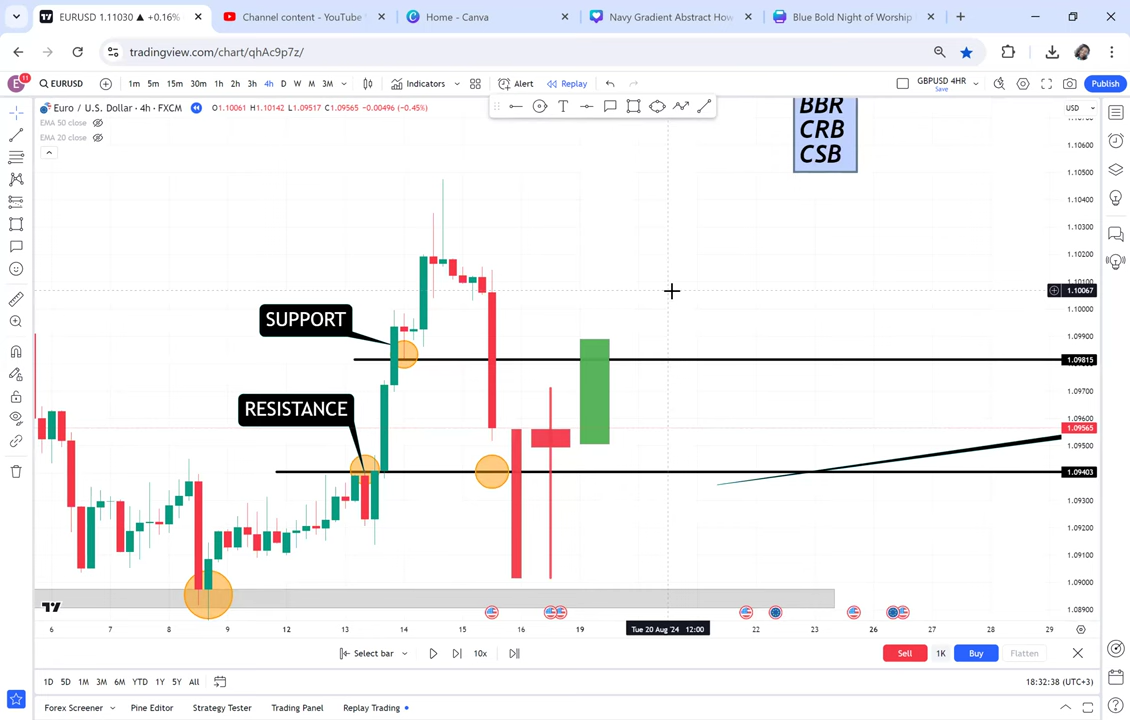 EURUSD 1.11030 ▲ +0.16%
Channel content - YouTube
Home - Canva
Navy Gradient Abstract How
Blue Bold Night of Worship
tradingview.com/chart/qhAc9p7z/
E
11
EURUSD
1m 5m 15m 30m 1h 2h 3h 4h D W M 3M
Indicators
Alert
Replay
GBPUSD 4HR
Save
Publish
Euro / U.S. Dollar · 4h · FXCM
O1.10061 H1.10142 L1.09517 C1.09565 −0.00496 (−0.45%)
EMA 50 close
EMA 20 close
BBR
CRB
CSB
USD
SUPPORT
RESISTANCE
1.10600
1.10500
1.10400
1.10300
1.10200
1.10067
1.10000
1.09900
1.09815
1.09700
1.09600
1.09565
1.09500
1.09403
1.09300
1.09200
1.09100
1.09000
1.08900
6 7 8 9 12 13 14 15 16 19 Tue 20 Aug '24 12:00 22 23 26 27 28 29
Select bar
10x
Sell
1K
Buy
Flatten
1D 5D 1M 3M 6M YTD 1Y 5Y All
18:32:38 (UTC+3)
Forex Screener
Pine Editor
Strategy Tester
Trading Panel
Replay Trading